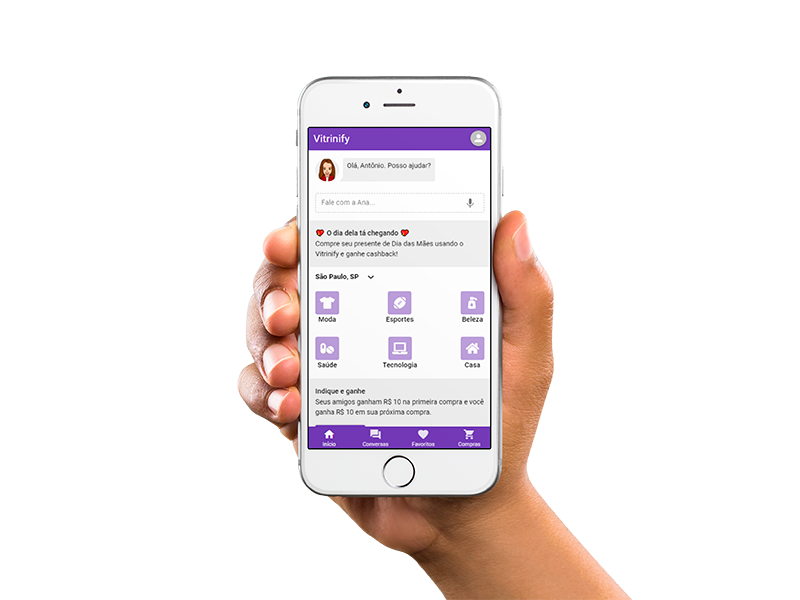 Vitrinify
Olá, Antônio. Posso ajudar?
Fale com a Ana...
O dia dela tá chegando
Compre seu presente de Dia das Mães usando o
Vitrinify e ganhe cashback!
São Paulo, SP
Moda Esportes Beleza
Saúde Tecnologia Casa
Indique e ganhe
Seus amigos ganham R$ 10 na primeira compra e você
ganha R$ 10 em sua próxima compra.
Início Conversas Favoritos Compras